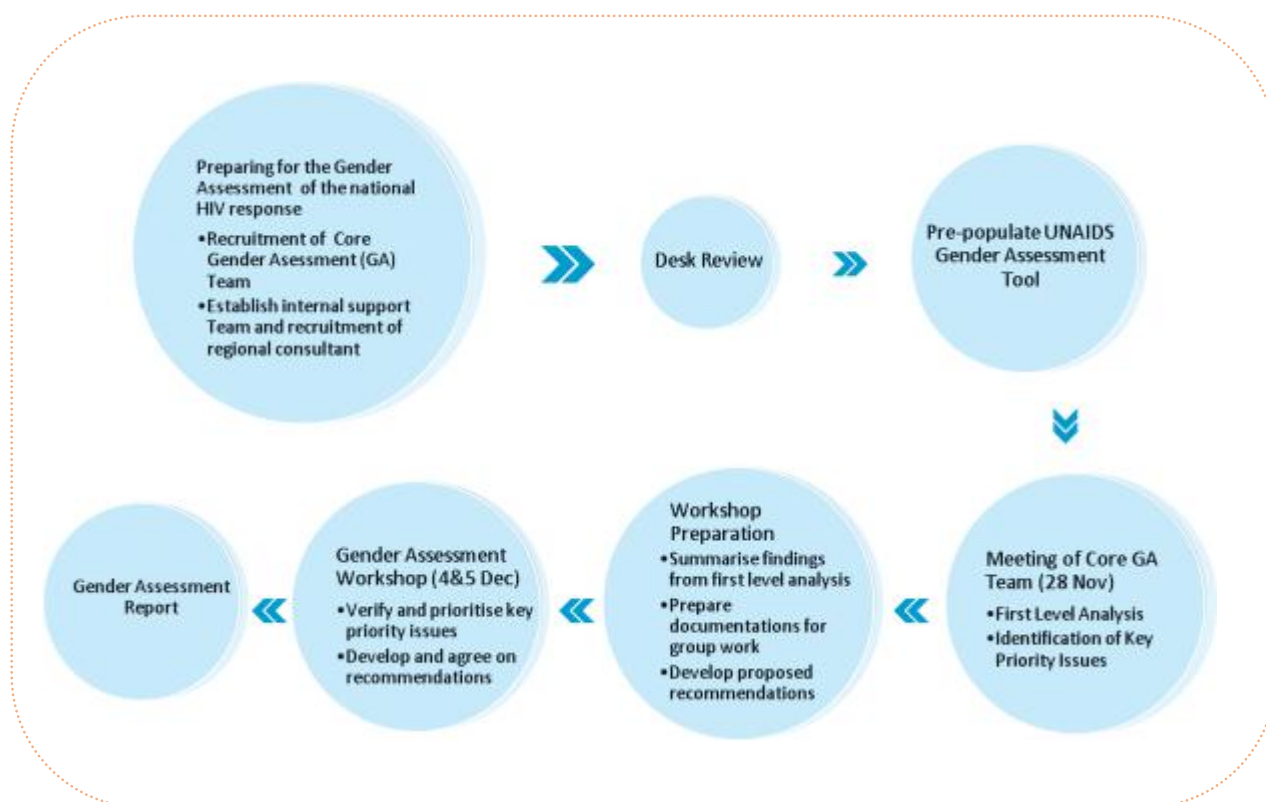 Preparing for the Gender
Assessment of the national
HIV response
•Recruitment of Core
Gender Asessment (GA)
Team
•Establish internal support
Team and recruitment of
regional consultant
Desk Review
Pre-populate UNAIDS
Gender Assessment
Tool
Meeting of Core GA
Team (28 Nov)
•First Level Analysis
•Identification of Key
Priority Issues
Workshop
Preparation
•Summarise findings
from first level analysis
•Prepare
documentations for
group work
•Develop proposed
recommendations
Gender Assessment
Workshop (4&5 Dec)
•Verify and prioritise key
priority issues
•Develop and agree on
recommendations
Gender Assessment
Report